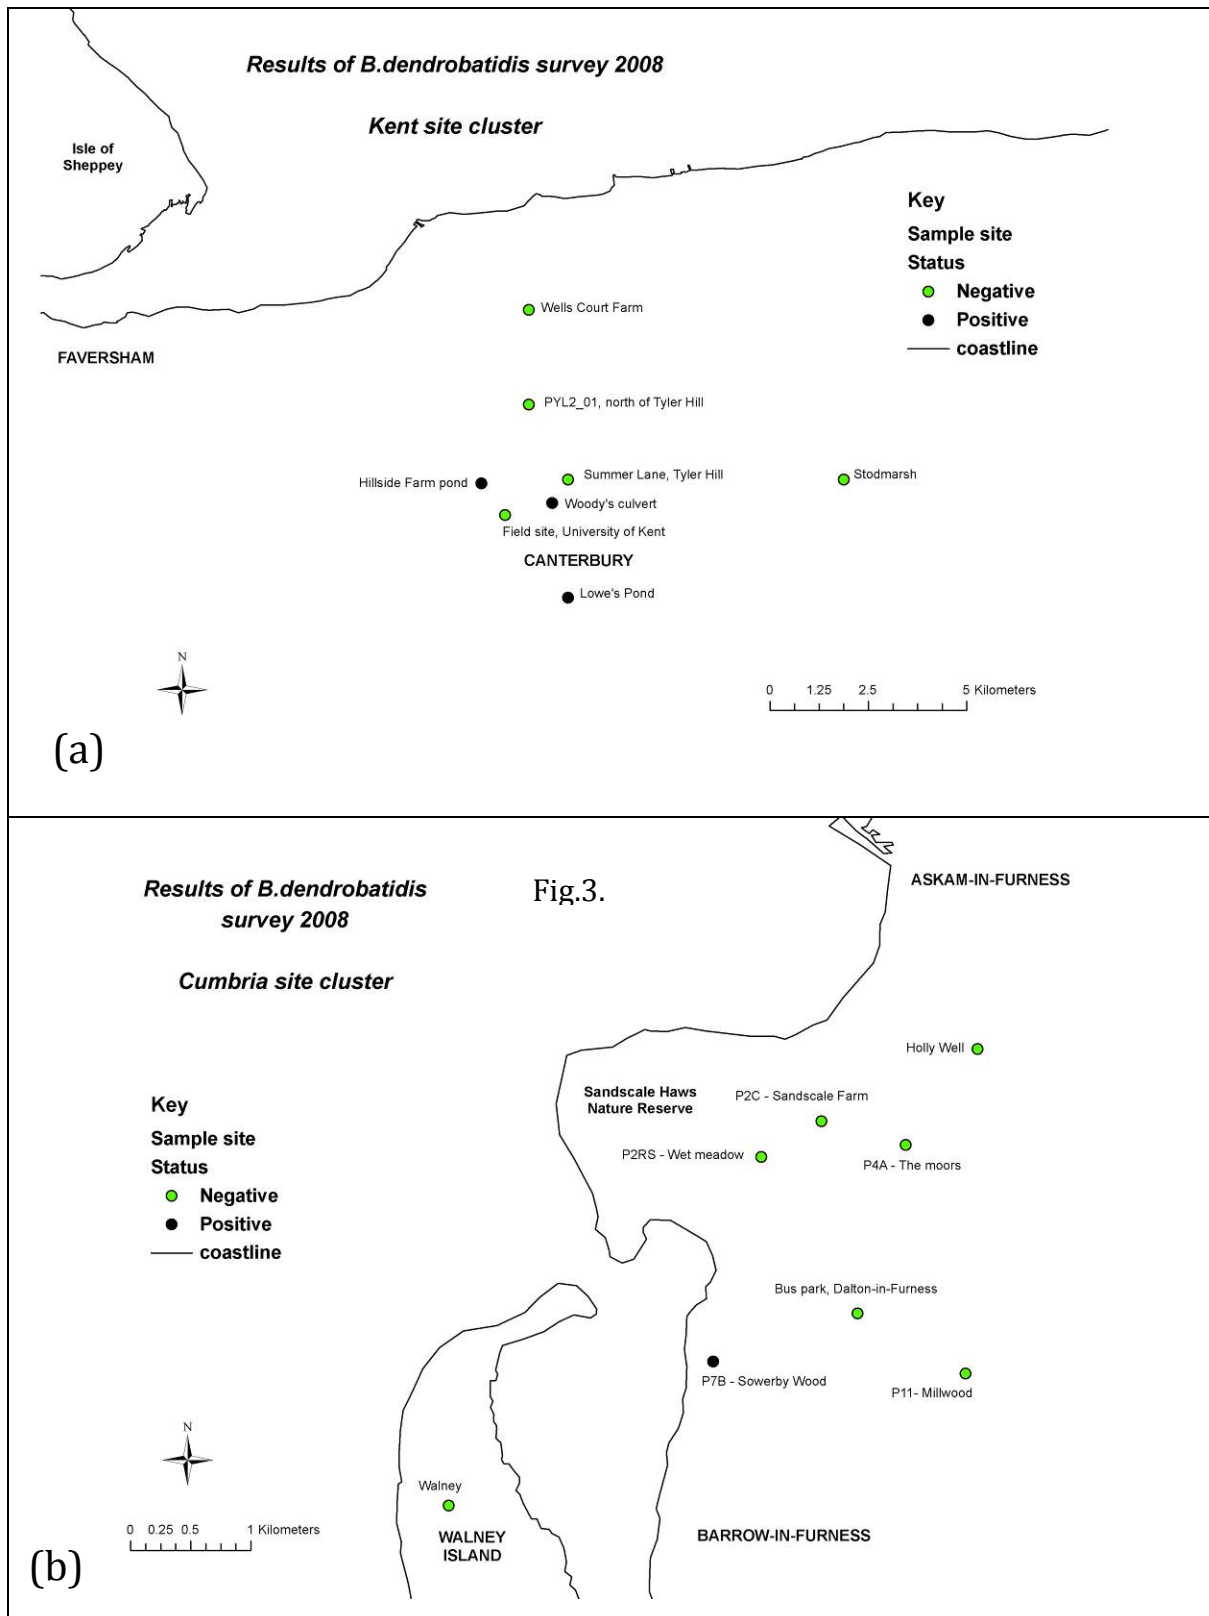 Results of B.dendrobatidis survey 2008
Kent site cluster
Isle of
Sheppey
Key
Sample site
Status
Negative
Positive
coastline
Wells Court Farm
FAVERSHAM
PYL2_01, north of Tyler Hill
Hillside Farm pond
Summer Lane, Tyler Hill
Stodmarsh
Woody's culvert
Field site, University of Kent
CANTERBURY
Lowe's Pond
N
0 1.25 2.5 5 Kilometers
(a)
Results of B.dendrobatidis
survey 2008
Fig.3.
ASKAM-IN-FURNESS
Cumbria site cluster
Holly Well
Sandscale Haws
Nature Reserve
P2C - Sandscale Farm
Key
Sample site
Status
Negative
Positive
coastline
P2RS - Wet meadow
P4A - The moors
Bus park, Dalton-in-Furness
P7B - Sowerby Wood
P11- Millwood
N
Walney
0 0.25 0.5 1 Kilometers
WALNEY
ISLAND
BARROW-IN-FURNESS
(b)